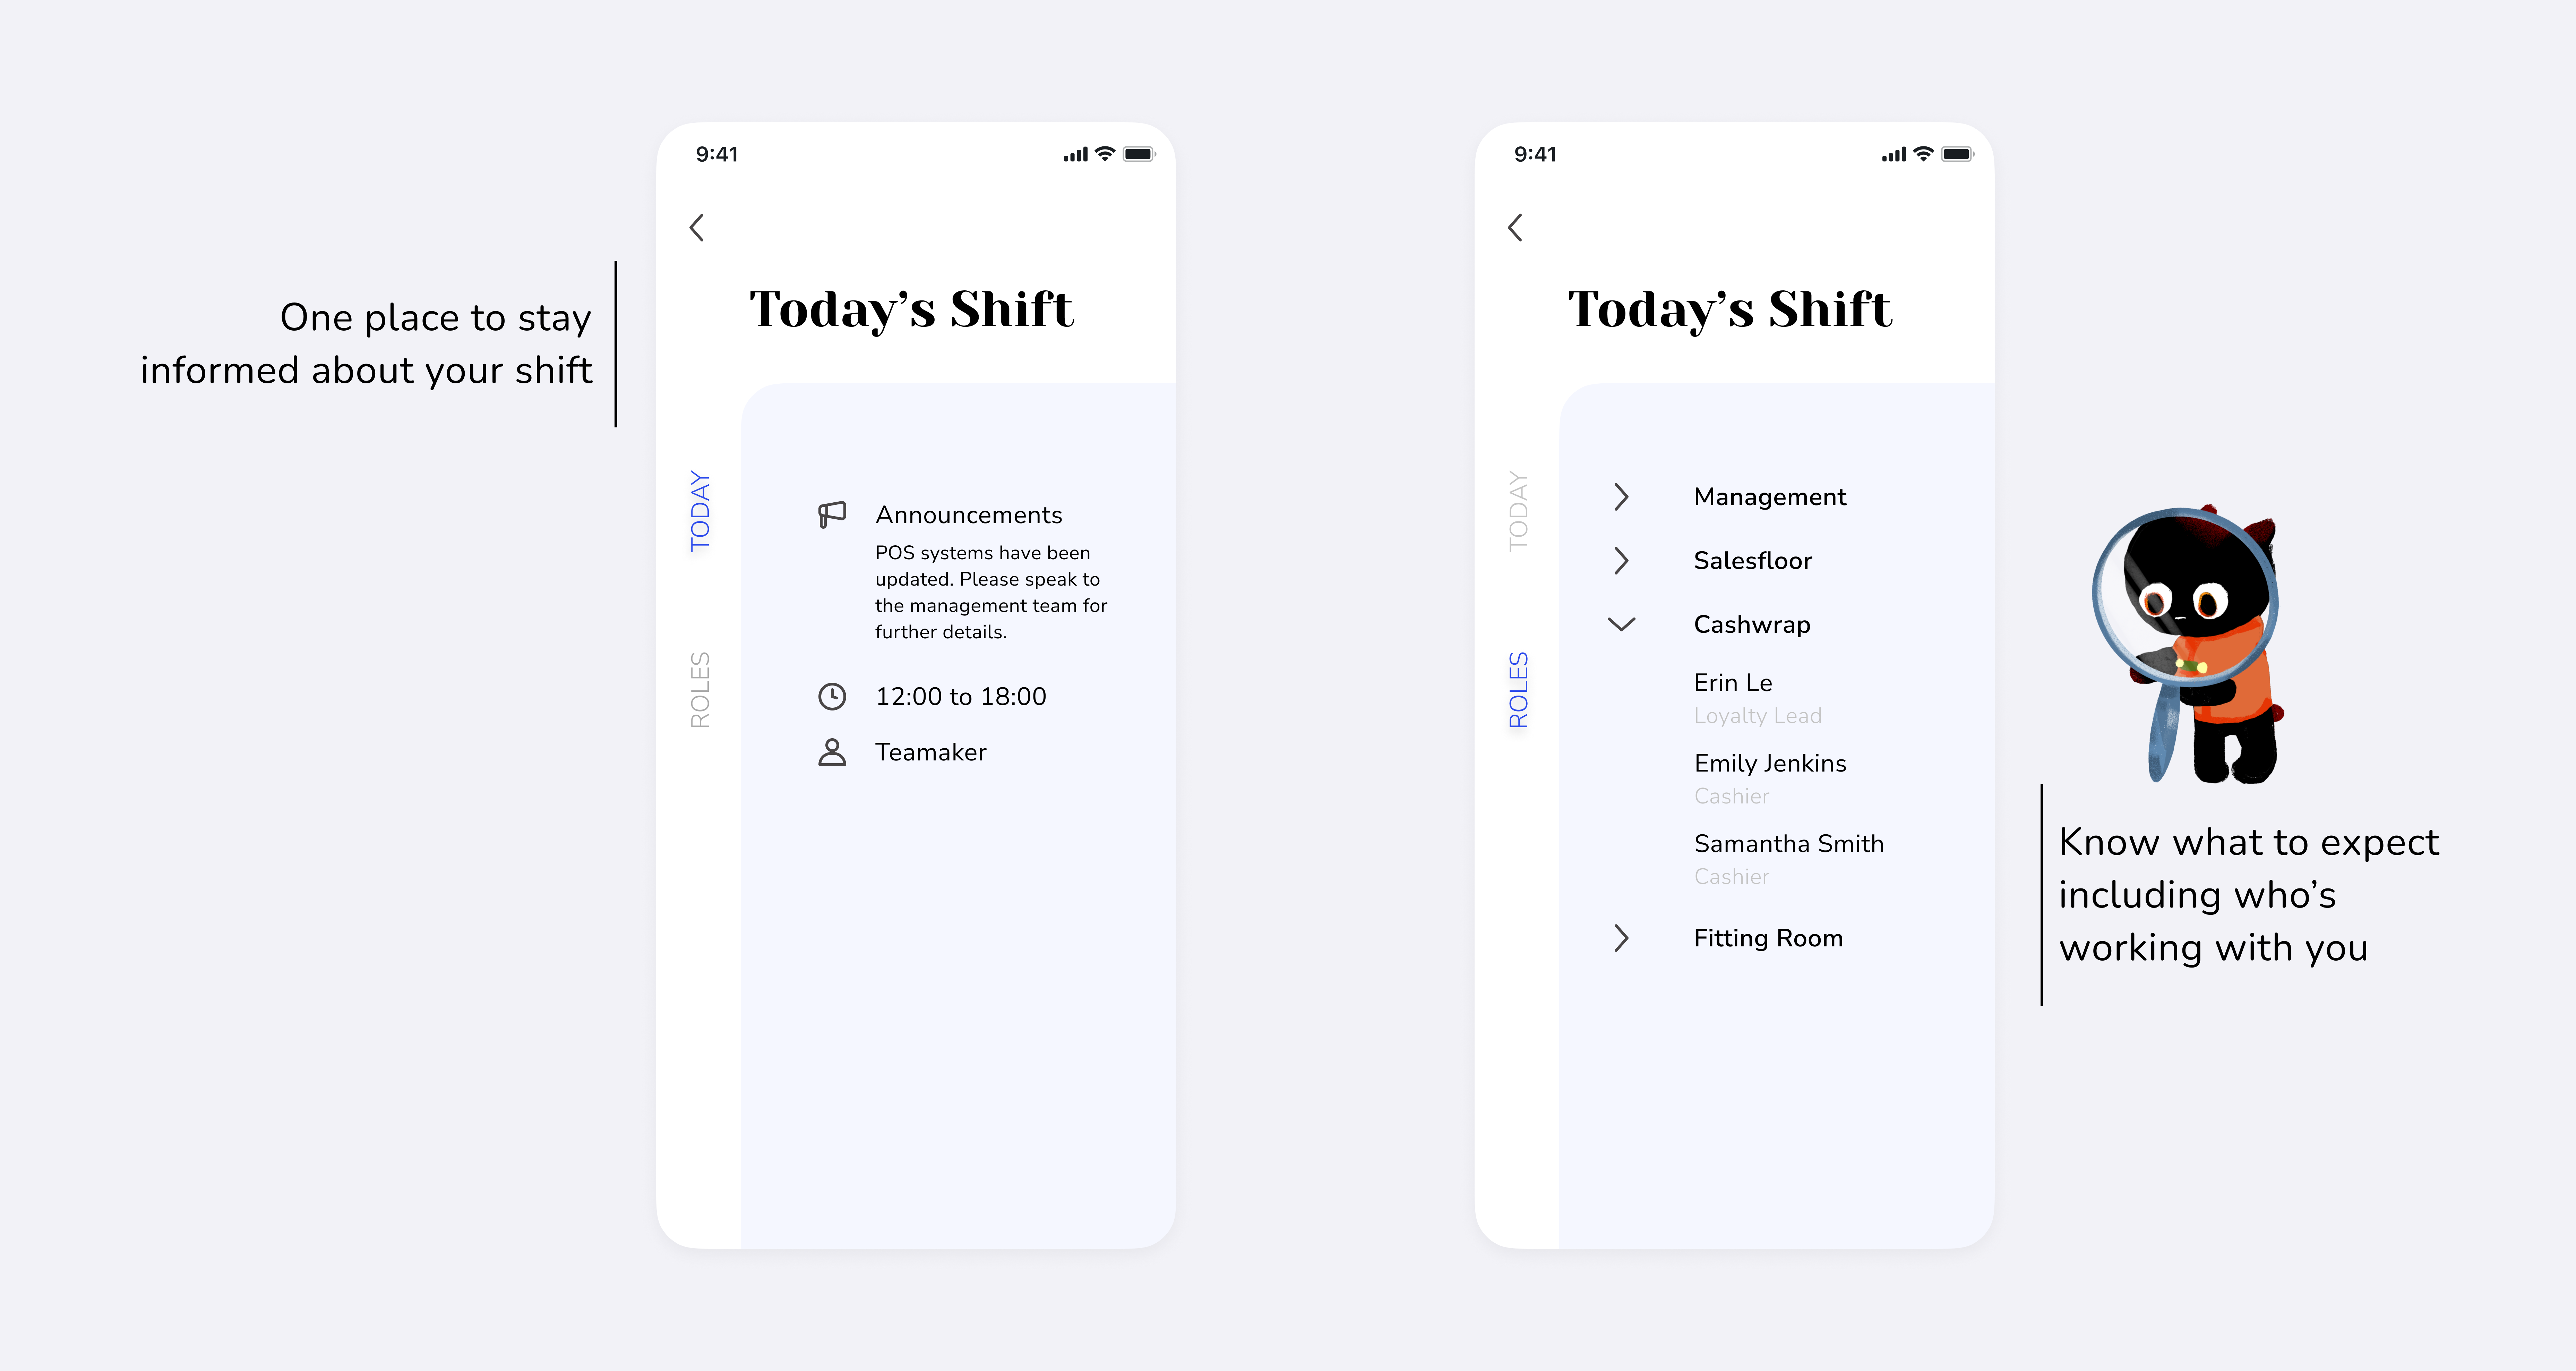 One place to stay
informed about your shift
9:41
Today’s Shift
TODAY
ROLES
Announcements
POS systems have been
updated. Please speak to
the management team for
further details.
12:00 to 18:00
Teamaker
9:41
Today’s Shift
TODAY
ROLES
Management
Salesfloor
Cashwrap
Erin Le
Loyalty Lead
Emily Jenkins
Cashier
Samantha Smith
Cashier
Fitting Room
Know what to expect
including who’s
working with you